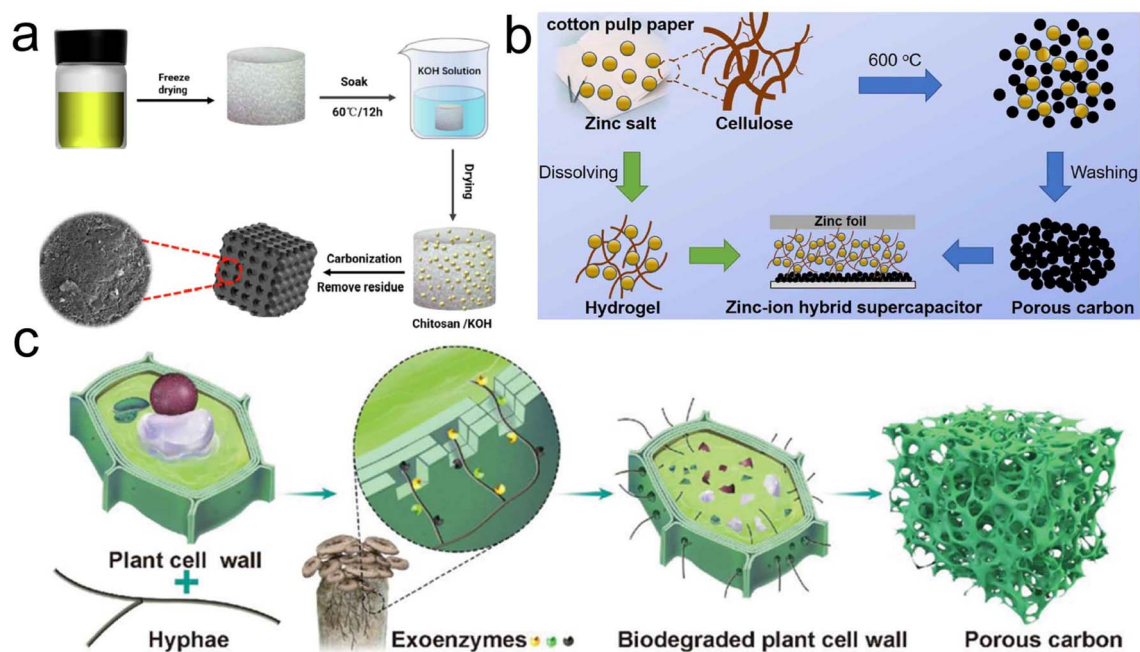 a
Freeze
drying
Soak
60℃/12h
KOH Solution
Drying
Carbonization
Remove residue
Chitosan /KOH
b
cotton pulp paper
Zinc salt
Cellulose
600 °C
Dissolving
Washing
Zinc foil
Hydrogel
Zinc-ion hybrid supercapacitor
Porous carbon
c
Plant cell wall
Hyphae
Exoenzymes
Biodegraded plant cell wall
Porous carbon